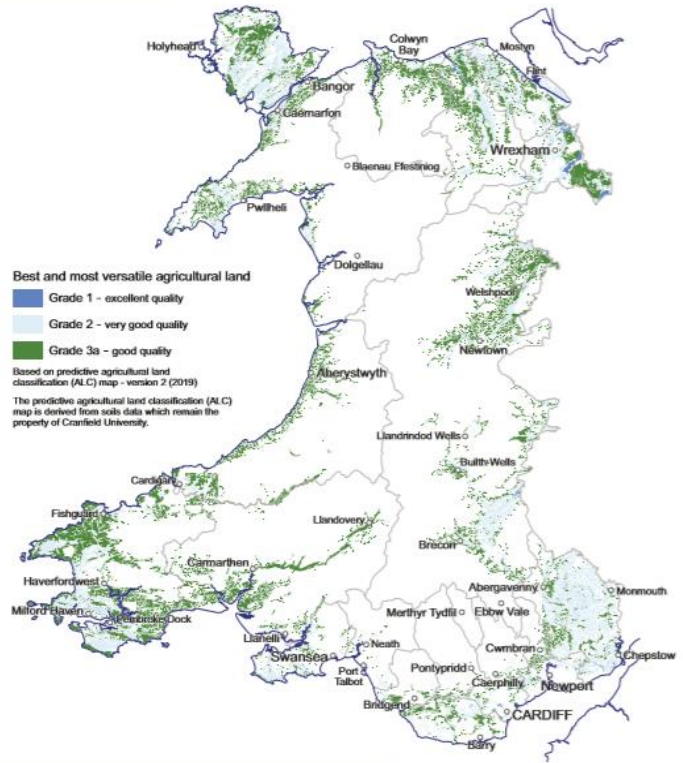 Colwyn
Bay
Holyhead
Mostyn
Flint
Bangor
Caernarfon
Wrexham
Blaenau Ffestiniog
Pwllheli
Dolgellau
Best and most versatile agricultural land
Grade 1 - excellent quality
Grade 2 - very good quality
Grade 3a - good quality
Based on predictive agricultural land
classification (ALC) map - version 2 (2019)
The predictive agricultural land classification (ALC)
map is derived from soils data which remain the
property of Cranfield University.
Welshpool
Newtown
Aberystwyth
Llandrindod Wells
Builth-Wells
Cardigan
Fishguard
Llandovery
Brecon
Carmarthen
Haverfordwest
Abergavenny
Monmouth
Milford Haven
Pembroke Dock
Merthyr Tydfil
Ebbw Vale
Llanelli
Neath
Cwmbran
Chepstow
Swansea
Port
Talbot
Pontypridd
Caerphilly
Newport
Bridgend
CARDIFF
Barry